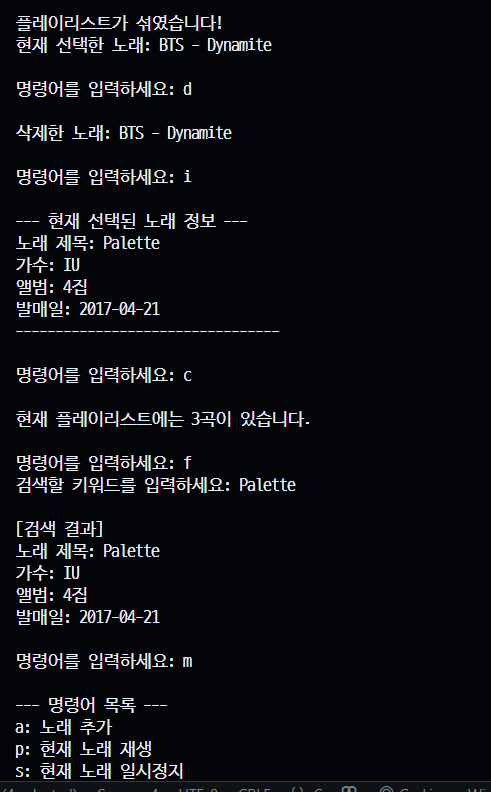 플레이리스트가 섞였습니다!
현재 선택한 노래: BTS - Dynamite
명령어를 입력하세요: d
삭제한 노래: BTS - Dynamite
명령어를 입력하세요: i
--- 현재 선택된 노래 정보 ---
노래 제목: Palette
가수: IU
앨범: 4집
발매일: 2017-04-21
---------------------------------
명령어를 입력하세요: c
현재 플레이리스트에는 3곡이 있습니다.
명령어를 입력하세요: f
검색할 키워드를 입력하세요: Palette
[검색 결과]
노래 제목: Palette
가수: IU
앨범: 4집
발매일: 2017-04-21
명령어를 입력하세요: m
--- 명령어 목록 ---
a: 노래 추가
p: 현재 노래 재생
s: 현재 노래 일시정지